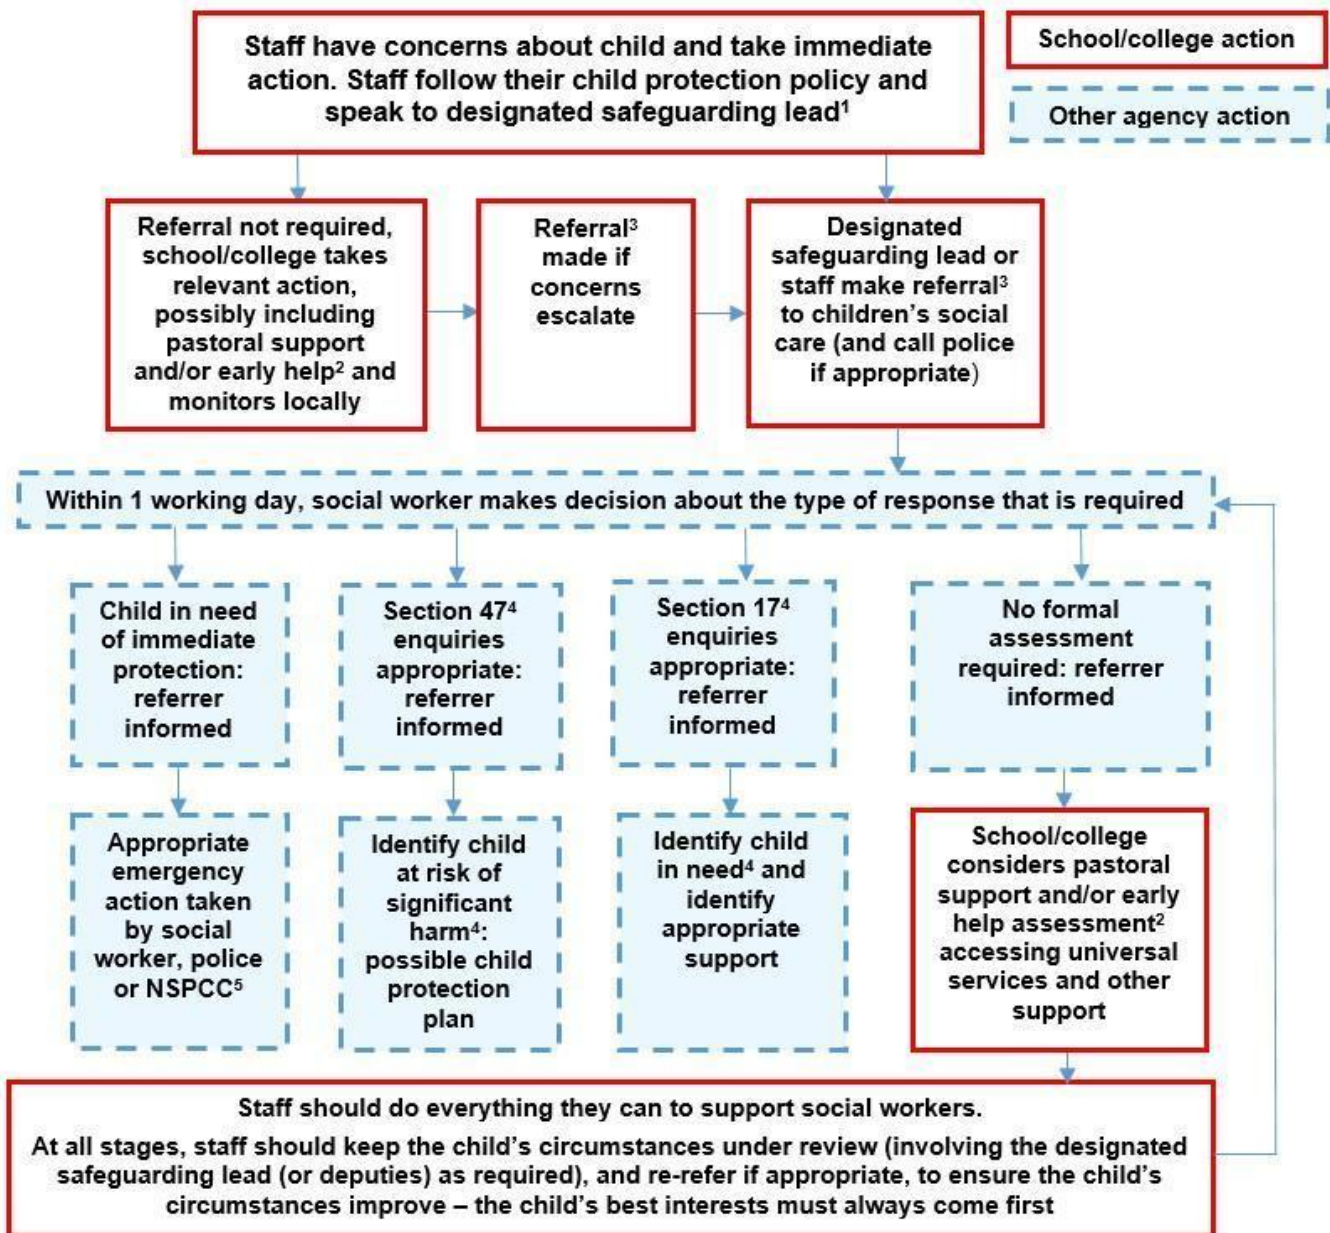 Staff have concerns about child and take immediate
action. Staff follow their child protection policy and
speak to designated safeguarding lead¹
School/college action
Other agency action
Referral not required,
school/college takes
relevant action,
possibly including
pastoral support
and/or early help² and
monitors locally
Referral³
made if
concerns
escalate
Designated
safeguarding lead or
staff make referral³
to children’s social
care (and call police
if appropriate)
Within 1 working day, social worker makes decision about the type of response that is required
Child in need
of immediate
protection:
referrer
informed
Section 47⁴
enquiries
appropriate:
referrer
informed
Section 17⁴
enquiries
appropriate:
referrer
informed
No formal
assessment
required: referrer
informed
Appropriate
emergency
action taken
by social
worker, police
or NSPCC⁵
Identify child
at risk of
significant
harm⁴:
possible child
protection
plan
Identify child
in need⁴ and
identify
appropriate
support
School/college
considers pastoral
support and/or early
help assessment²
accessing universal
services and other
support
Staff should do everything they can to support social workers.
At all stages, staff should keep the child’s circumstances under review (involving the designated
safeguarding lead (or deputies) as required), and re-refer if appropriate, to ensure the child’s
circumstances improve – the child’s best interests must always come first